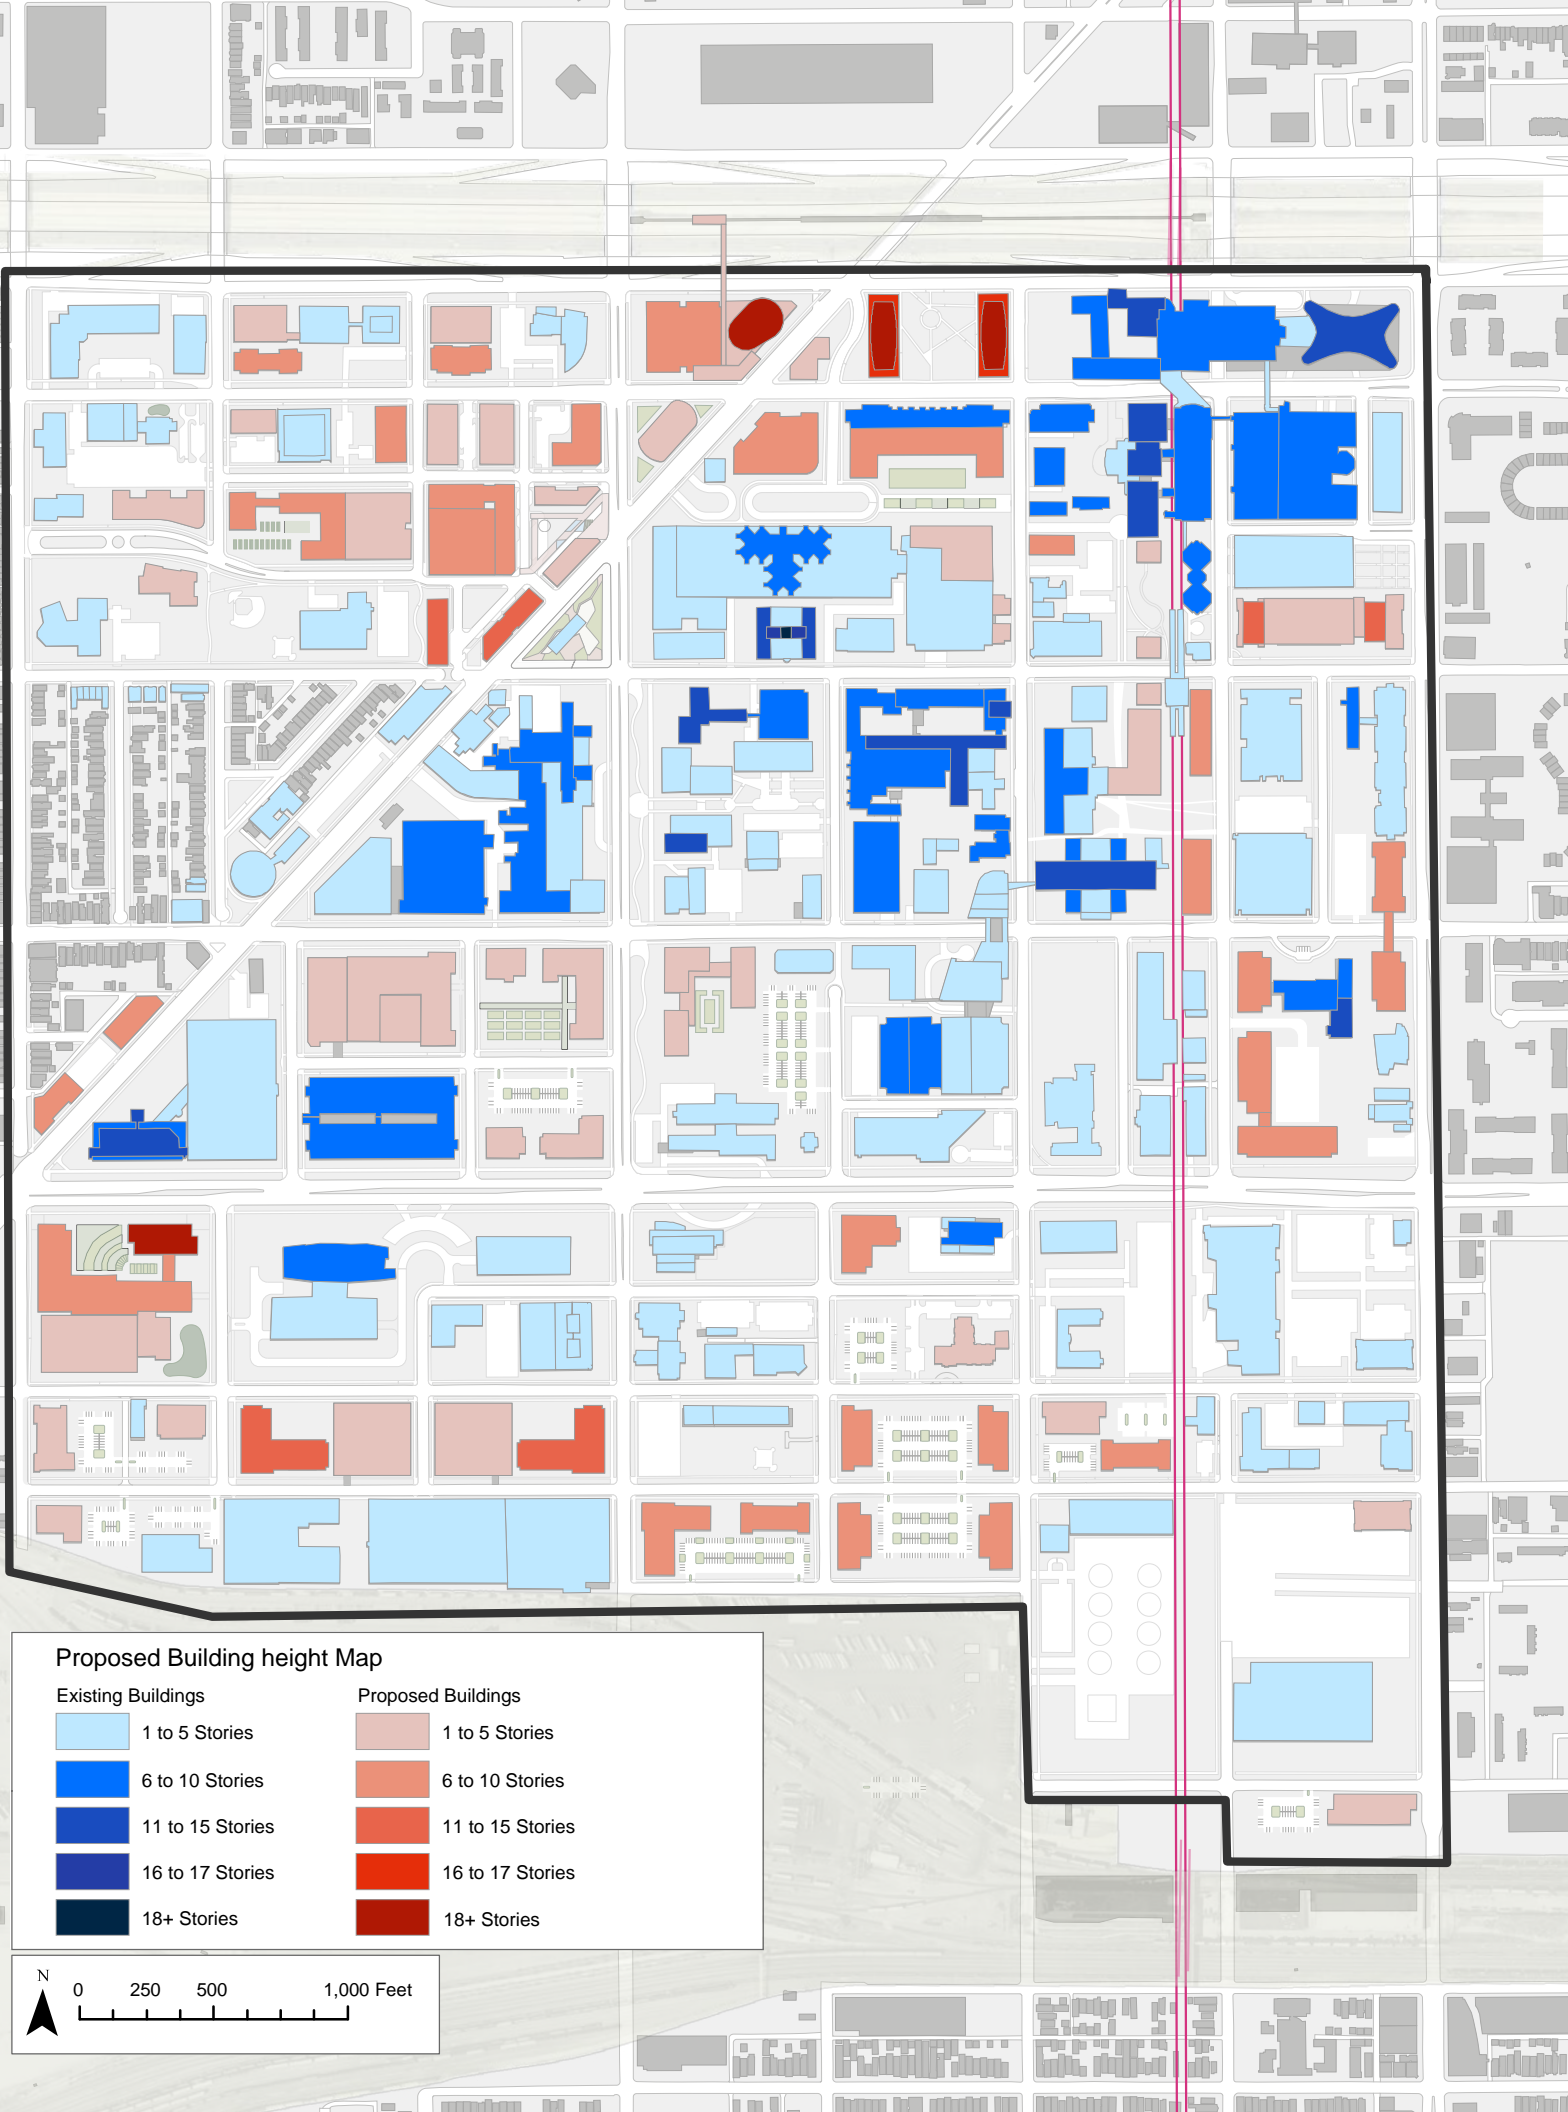 Proposed Building height Map
Existing Buildings
Proposed Buildings
1 to 5 Stories
1 to 5 Stories
6 to 10 Stories
6 to 10 Stories
11 to 15 Stories
11 to 15 Stories
16 to 17 Stories
16 to 17 Stories
18+ Stories
18+ Stories
N
0 250 500 1,000 Feet